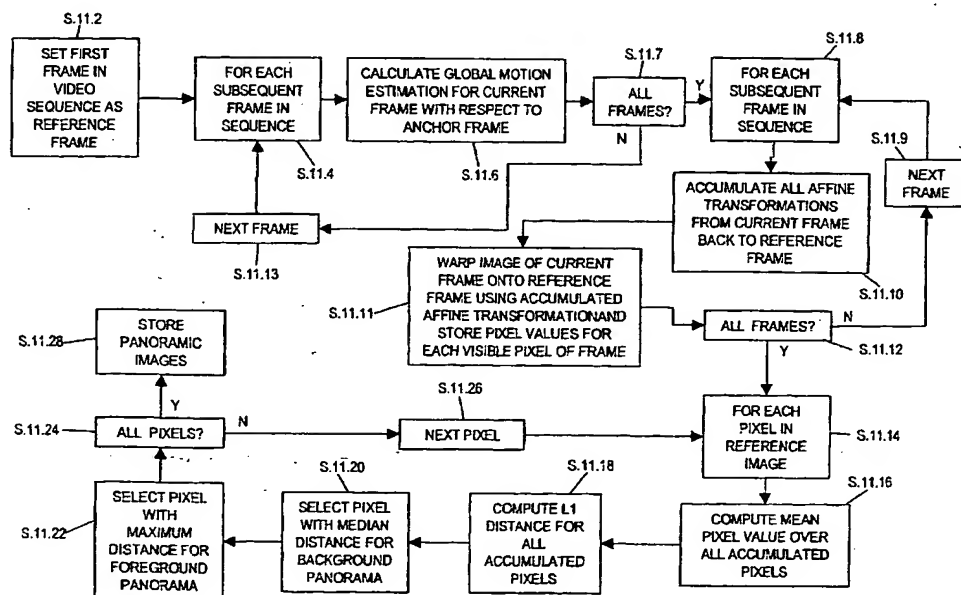 S.11.2
SET FIRST
FRAME IN
VIDEO
SEQUENCE AS
REFERENCE
FRAME
FOR EACH
SUBSEQUENT
FRAME IN
SEQUENCE
S.11.4
CALCULATE GLOBAL MOTION
ESTIMATION FOR CURRENT
FRAME WITH RESPECT TO
ANCHOR FRAME
S.11.6
S.11.7
ALL
FRAMES?
Y
N
S.11.8
FOR EACH
SUBSEQUENT
FRAME IN
SEQUENCE
S.11.9
NEXT
FRAME
NEXT FRAME
S.11.13
ACCUMULATE ALL AFFINE
TRANSFORMATIONS
FROM CURRENT FRAME
BACK TO REFERENCE
FRAME
S.11.10
WARP IMAGE OF CURRENT
FRAME ONTO REFERENCE
FRAME USING ACCUMULATED
AFFINE TRANSFORMATIONAND
STORE PIXEL VALUES FOR
EACH VISIBLE PIXEL OF FRAME
S.11.11
ALL FRAMES?
N
S.11.12
Y
STORE
PANORAMIC
IMAGES
S.11.28
Y
S.11.24
ALL PIXELS?
N
S.11.26
NEXT PIXEL
FOR EACH
PIXEL IN
REFERENCE
IMAGE
S.11.14
S.11.22
SELECT PIXEL
WITH
MAXIMUM
DISTANCE FOR
FOREGROUND
PANORAMA
S.11.20
SELECT PIXEL
WITH MEDIAN
DISTANCE FOR
BACKGROUND
PANORAMA
S.11.18
COMPUTE L1
DISTANCE FOR
ALL
ACCUMULATED
PIXELS
S.11.16
COMPUTE MEAN
PIXEL VALUE OVER
ALL ACCUMULATED
PIXELS